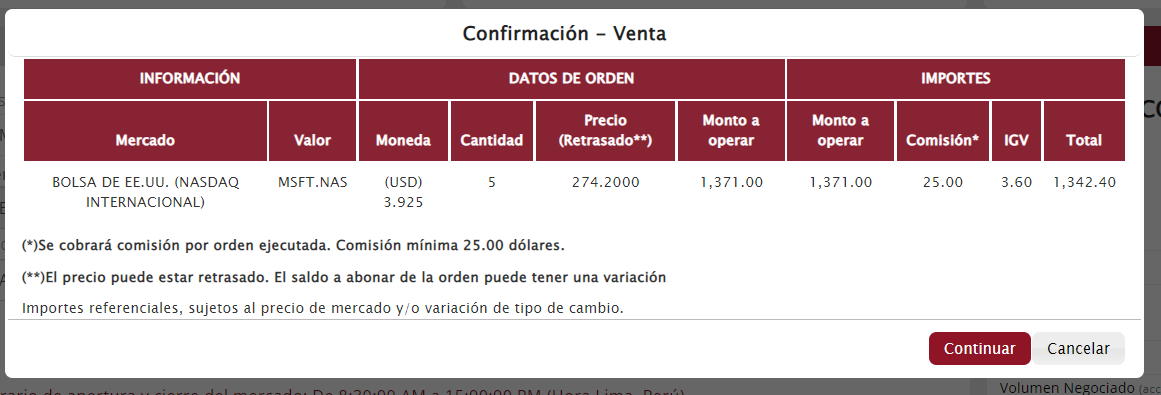 Confirmación – Venta
INFORMACIÓN DATOS DE ORDEN IMPORTES
Mercado Valor Moneda Cantidad Precio (Retrasado**) Monto a operar Monto a operar Comisión* IGV Total
BOLSA DE EE.UU. (NASDAQ INTERNACIONAL) MSFT.NAS (USD) 3.925 5 274.2000 1,371.00 1,371.00 25.00 3.60 1,342.40
(*)Se cobrará comisión por orden ejecutada. Comisión mínima 25.00 dólares.
(**)El precio puede estar retrasado. El saldo a abonar de la orden puede tener una variación
Importes referenciales, sujetos al precio de mercado y/o variación de tipo de cambio.
Continuar Cancelar
Volumen Negociado
apertura y cierre del mercado: De 8:30:00 AM a 15:00:00 PM (Hora Lima, Perú)